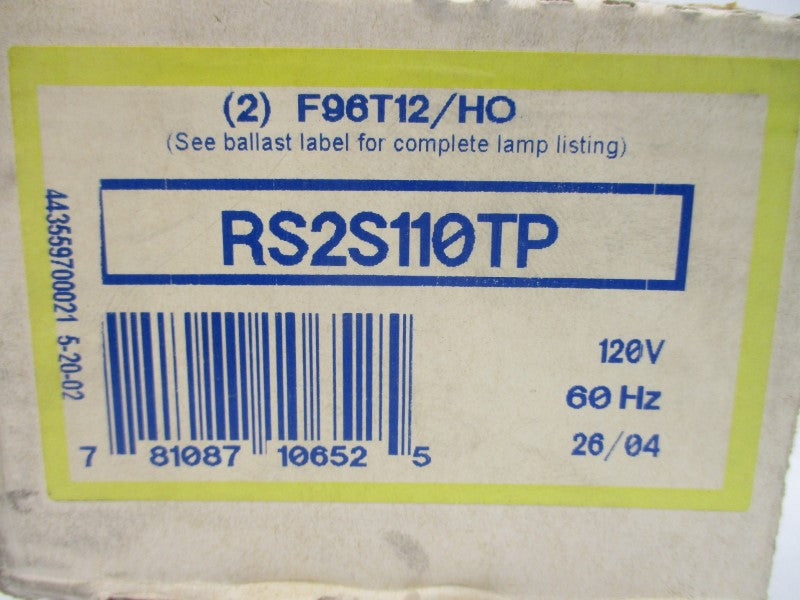 (2) F96T12/HO
(See ballast label for complete lamp listing)
RS2S110TP
4435559700021 5-20-02
120V
60 Hz
26/04
7 81087 10652 5